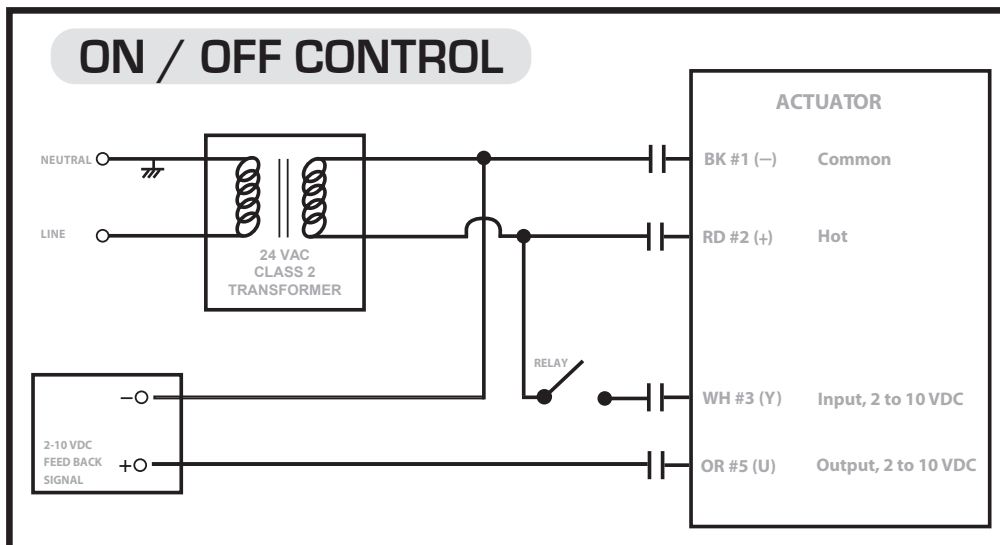 ON / OFF CONTROL
ACTUATOR
NEUTRAL
BK #1 (—) Common
LINE
RD #2 (+) Hot
24 VAC
CLASS 2
TRANSFORMER
RELAY
–
WH #3 (Y) Input, 2 to 10 VDC
2-10 VDC
FEED BACK
SIGNAL
+
OR #5 (U) Output, 2 to 10 VDC